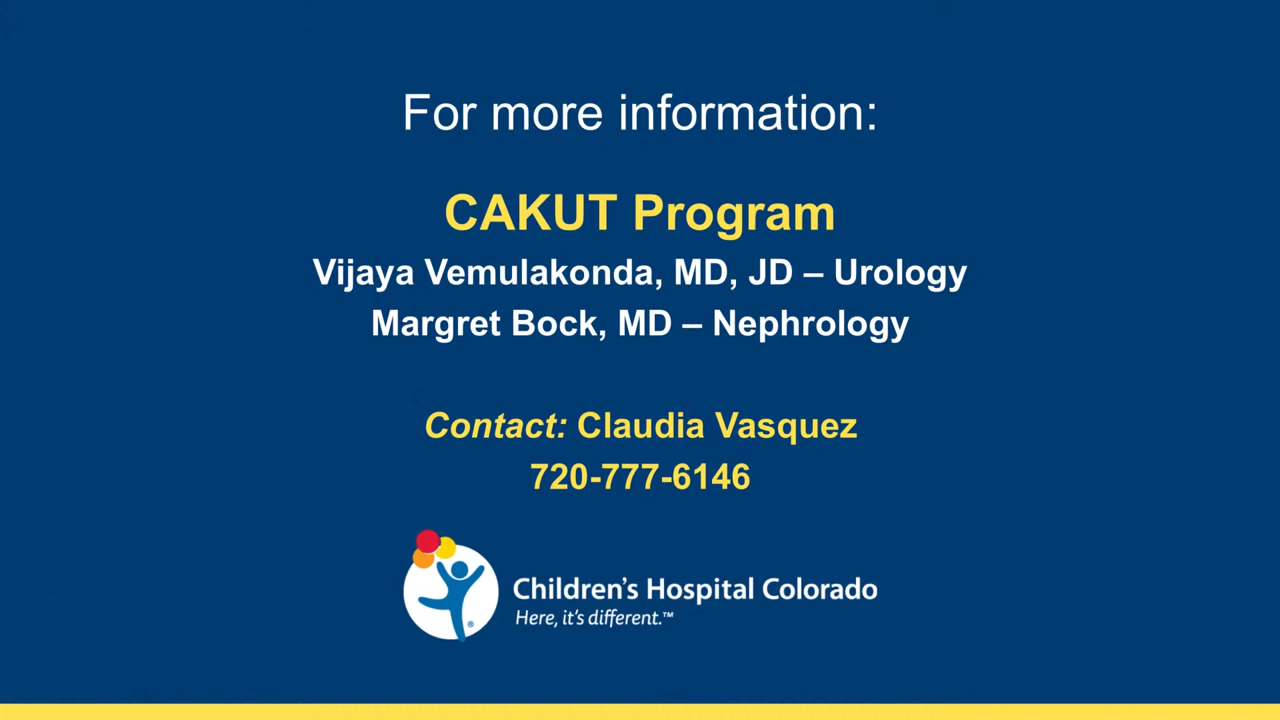 For more information:
CAKUT Program
Vijaya Vemulakonda, MD, JD – Urology
Margret Bock, MD – Nephrology
Contact: Claudia Vasquez
720-777-6146
Children's Hospital Colorado
Here, it's different.™
®